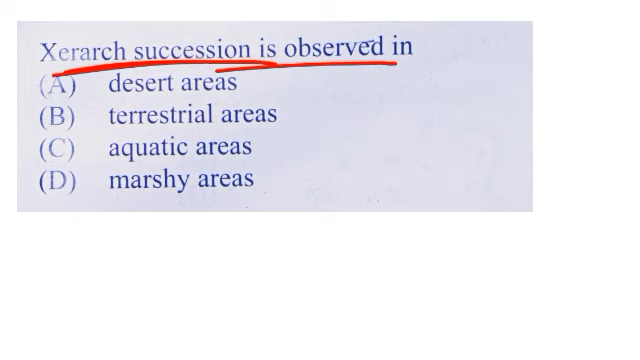 Xerarch succession is observed in
(A) desert areas
(B) terrestrial areas
(C) aquatic areas
(D) marshy areas